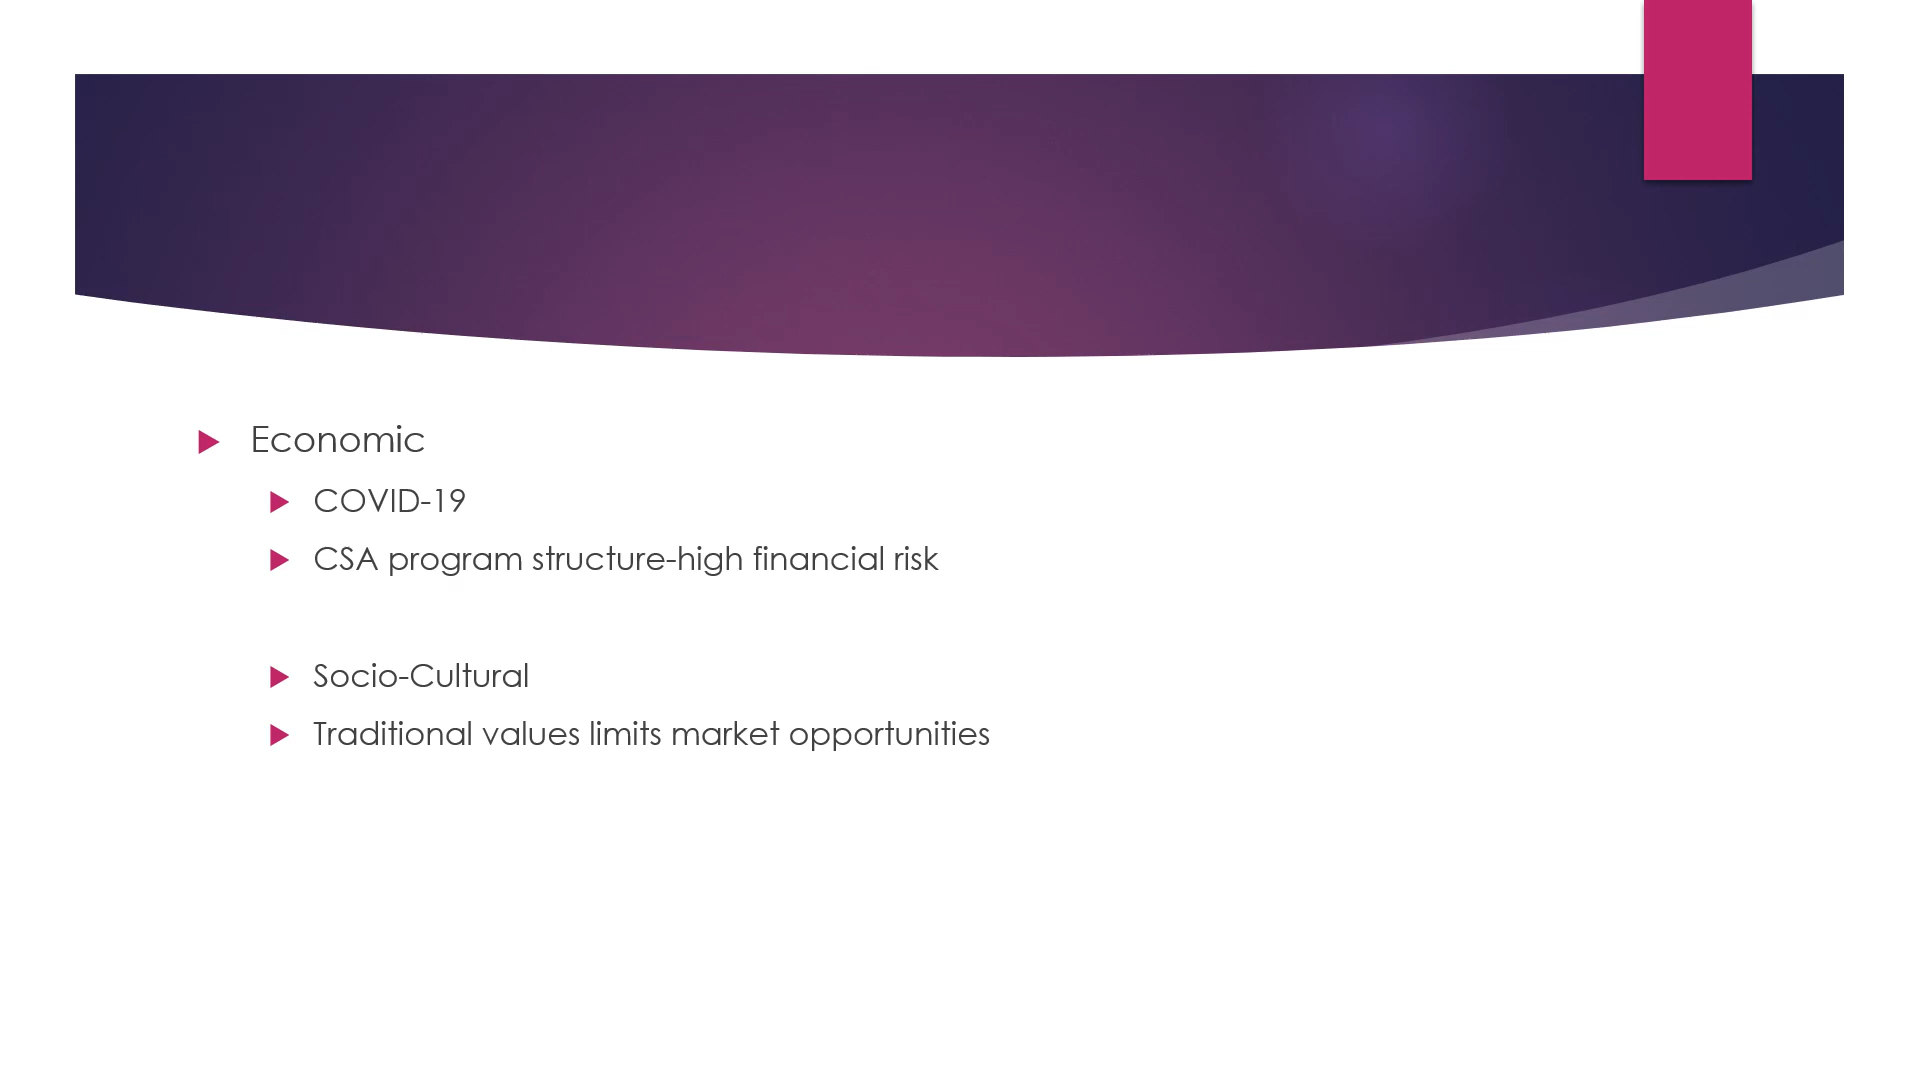 Economic
COVID-19
CSA program structure-high financial risk
Socio-Cultural
Traditional values limits market opportunities